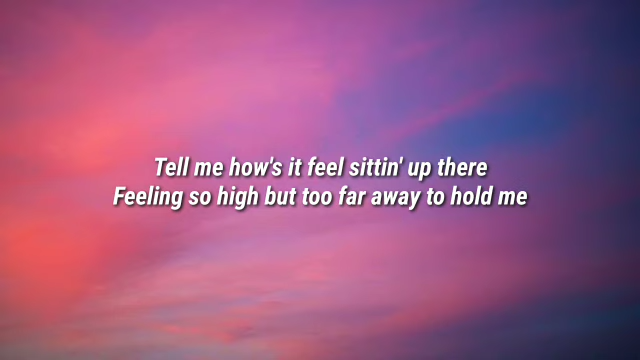 Tell me how's it feel sittin' up there
Feeling so high but too far away to hold me